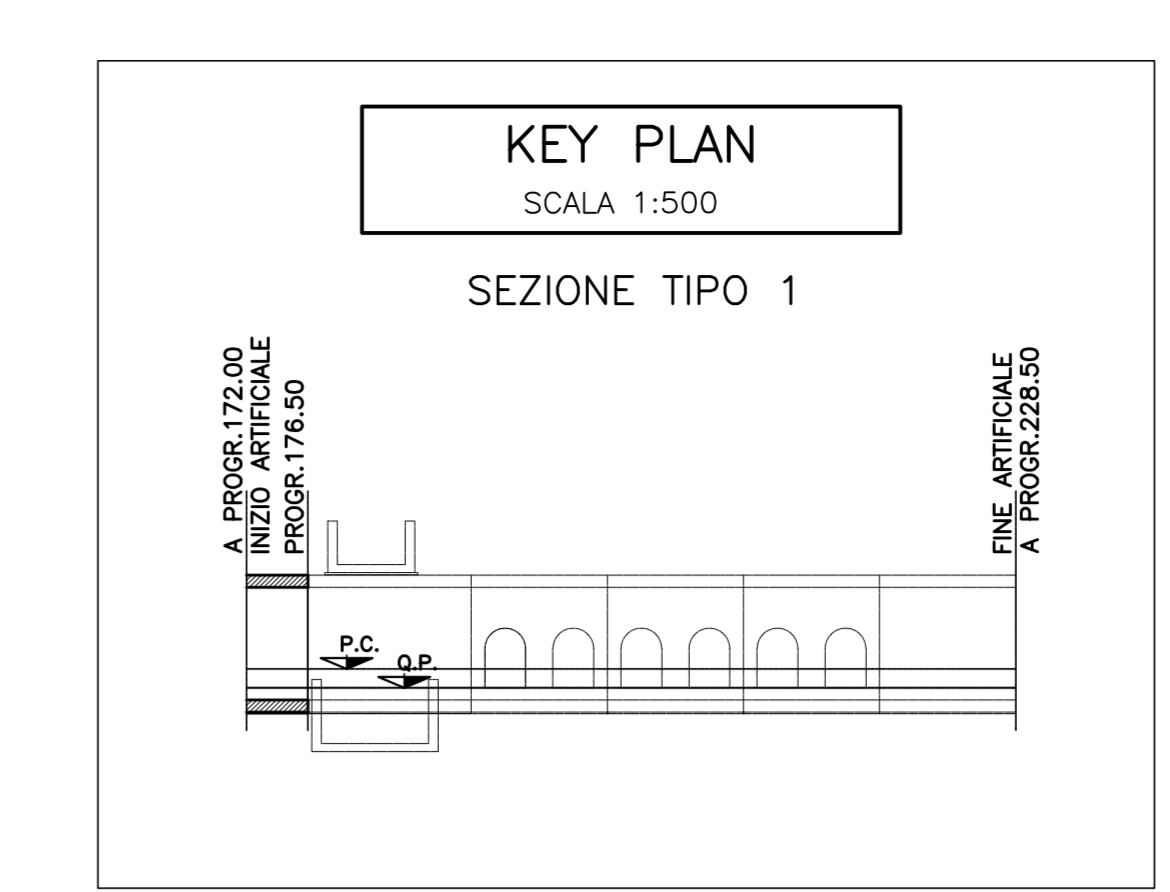 KEY PLAN
SCALA 1:500
SEZIONE TIPO 1
A PROGR.172.00
INIZIO ARTIFICIALE
PROGR.176.50
FINE ARTIFICIALE
A PROGR.228.50
P.C.
Q.P.